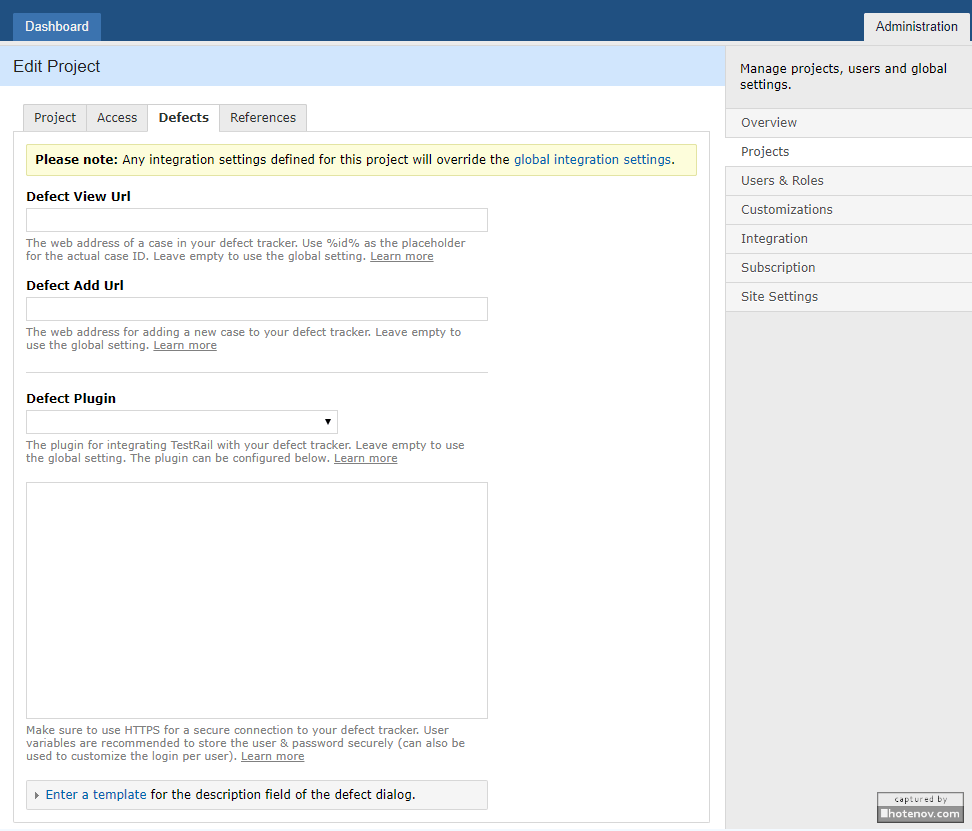 Dashboard
Administration
Edit Project
Project
Access
Defects
References
Please note: Any integration settings defined for this project will override the global integration settings.
Defect View Url
The web address of a case in your defect tracker. Use %id% as the placeholder
for the actual case ID. Leave empty to use the global setting. Learn more
Defect Add Url
The web address for adding a new case to your defect tracker. Leave empty to
use the global setting. Learn more
Defect Plugin
The plugin for integrating TestRail with your defect tracker. Leave empty to use
the global setting. The plugin can be configured below. Learn more
Make sure to use HTTPS for a secure connection to your defect tracker. User
variables are recommended to store the user & password securely (can also be
used to customize the login per user). Learn more
Enter a template for the description field of the defect dialog.
Manage projects, users and global
settings.
Overview
Projects
Users & Roles
Customizations
Integration
Subscription
Site Settings
captured by
hotenov.com